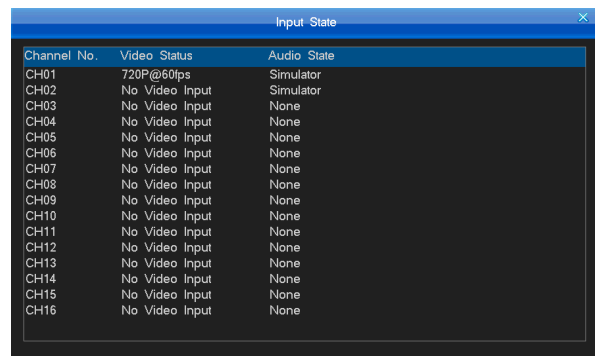 Input State
Channel No. Video Status Audio State
CH01 720P@60fps Simulator
CH02 No Video Input Simulator
CH03 No Video Input None
CH04 No Video Input None
CH05 No Video Input None
CH06 No Video Input None
CH07 No Video Input None
CH08 No Video Input None
CH09 No Video Input None
CH10 No Video Input None
CH11 No Video Input None
CH12 No Video Input None
CH13 No Video Input None
CH14 No Video Input None
CH15 No Video Input None
CH16 No Video Input None